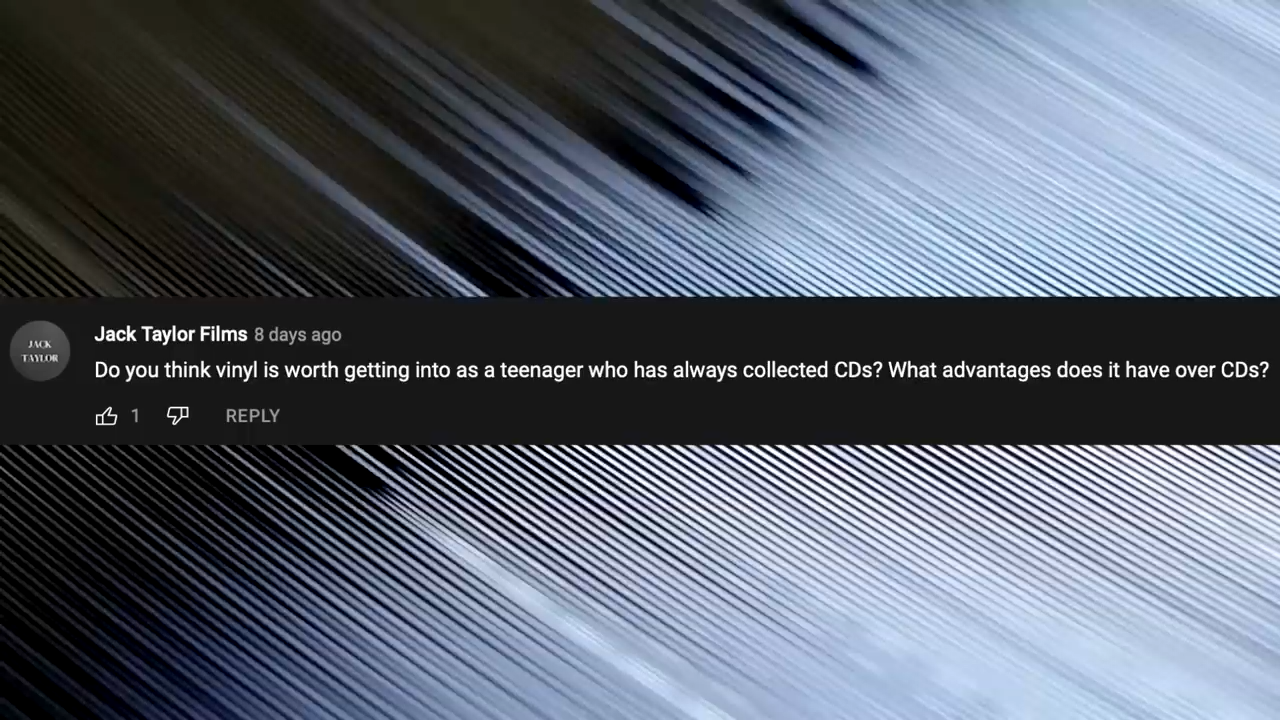 JACK
TAYLOR
Jack Taylor Films 8 days ago
Do you think vinyl is worth getting into as a teenager who has always collected CDs? What advantages does it have over CDs?
1
REPLY